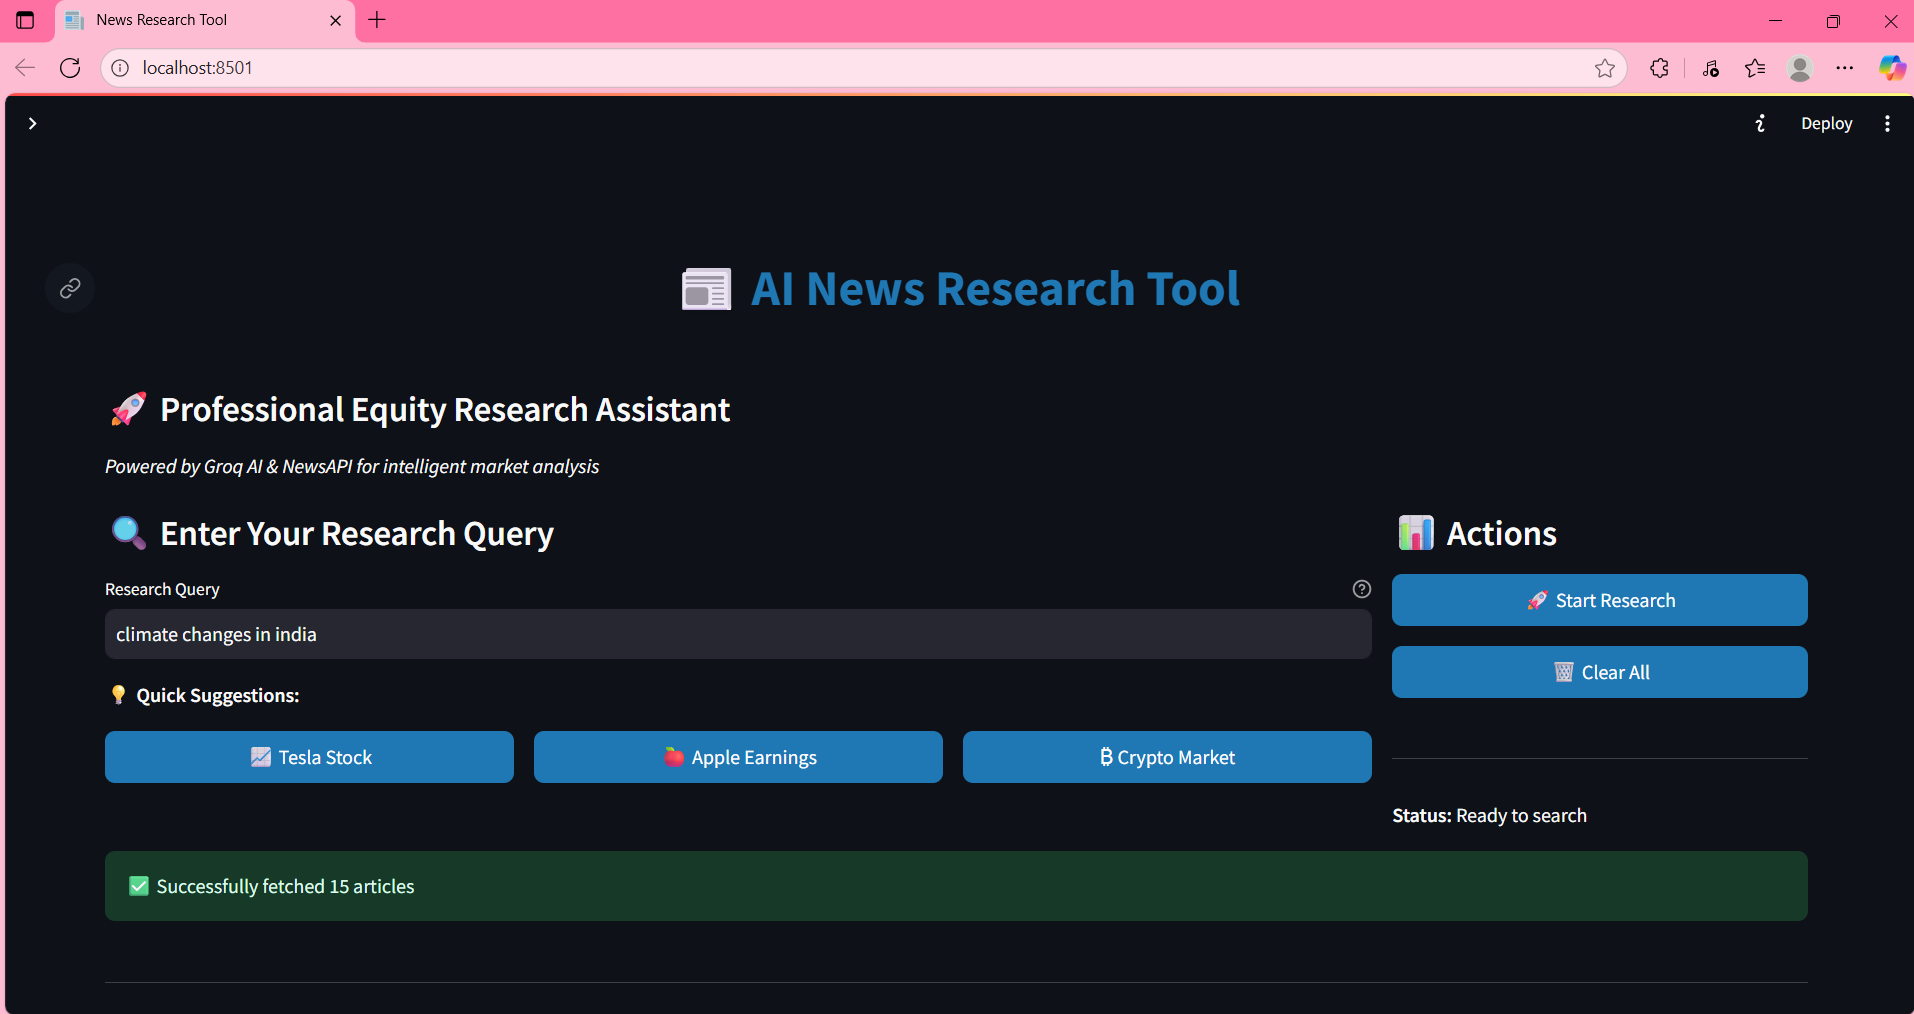 News Research Tool
localhost:8501
Deploy
AI News Research Tool
Professional Equity Research Assistant
Powered by Groq AI & NewsAPI for intelligent market analysis
Enter Your Research Query
Actions
Research Query
Start Research
climate changes in india
Clear All
Quick Suggestions:
Tesla Stock
Apple Earnings
₿ Crypto Market
Status: Ready to search
Successfully fetched 15 articles